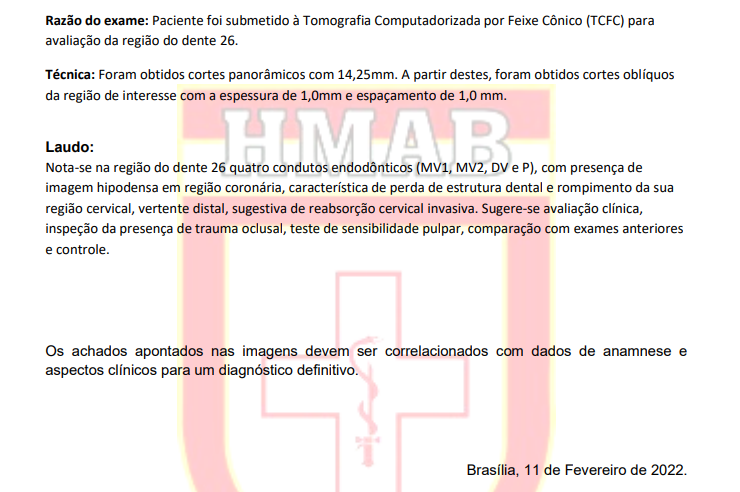 Razão do exame: Paciente foi submetido à Tomografia Computadorizada por Feixe Cônico (TCFC) para
avaliação da região do dente 26.
Técnica: Foram obtidos cortes panorâmicos com 14,25mm. A partir destes, foram obtidos cortes oblíquos
da região de interesse com a espessura de 1,0mm e espaçamento de 1,0 mm.
HMAB
Laudo:
Nota-se na região do dente 26 quatro condutos endodônticos (MV1, MV2, DV e P), com presença de
imagem hipodensa em região coronária, característica de perda de estrutura dental e rompimento da sua
região cervical, vertente distal, sugestiva de reabsorção cervical invasiva. Sugere-se avaliação clínica,
inspeção da presença de trauma oclusal, teste de sensibilidade pulpar, comparação com exames anteriores
e controle.
Os achados apontados nas imagens devem ser correlacionados com dados de anamnese e
aspectos clínicos para um diagnóstico definitivo.
Brasília, 11 de Fevereiro de 2022.